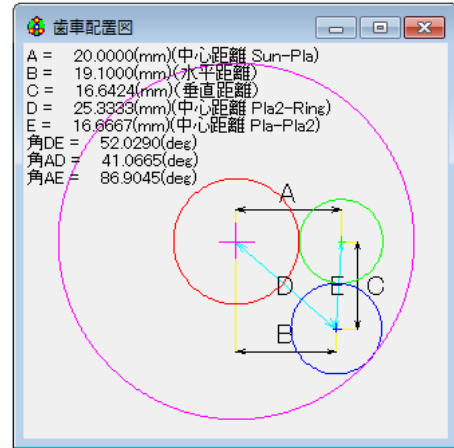 歯車配置図
A = 20.0000(mm)(中心距離 Sun-Pla)
B = 19.1000(mm)(水平距離)
C = 16.6424(mm)(垂直距離)
D = 25.3333(mm)(中心距離 Pla2-Ring)
E = 16.6667(mm)(中心距離 Pla-Pla2)
角DE = 52.0290(deg)
角AD = 41.0665(deg)
角AE = 86.9045(deg)
A
D
E
C
B